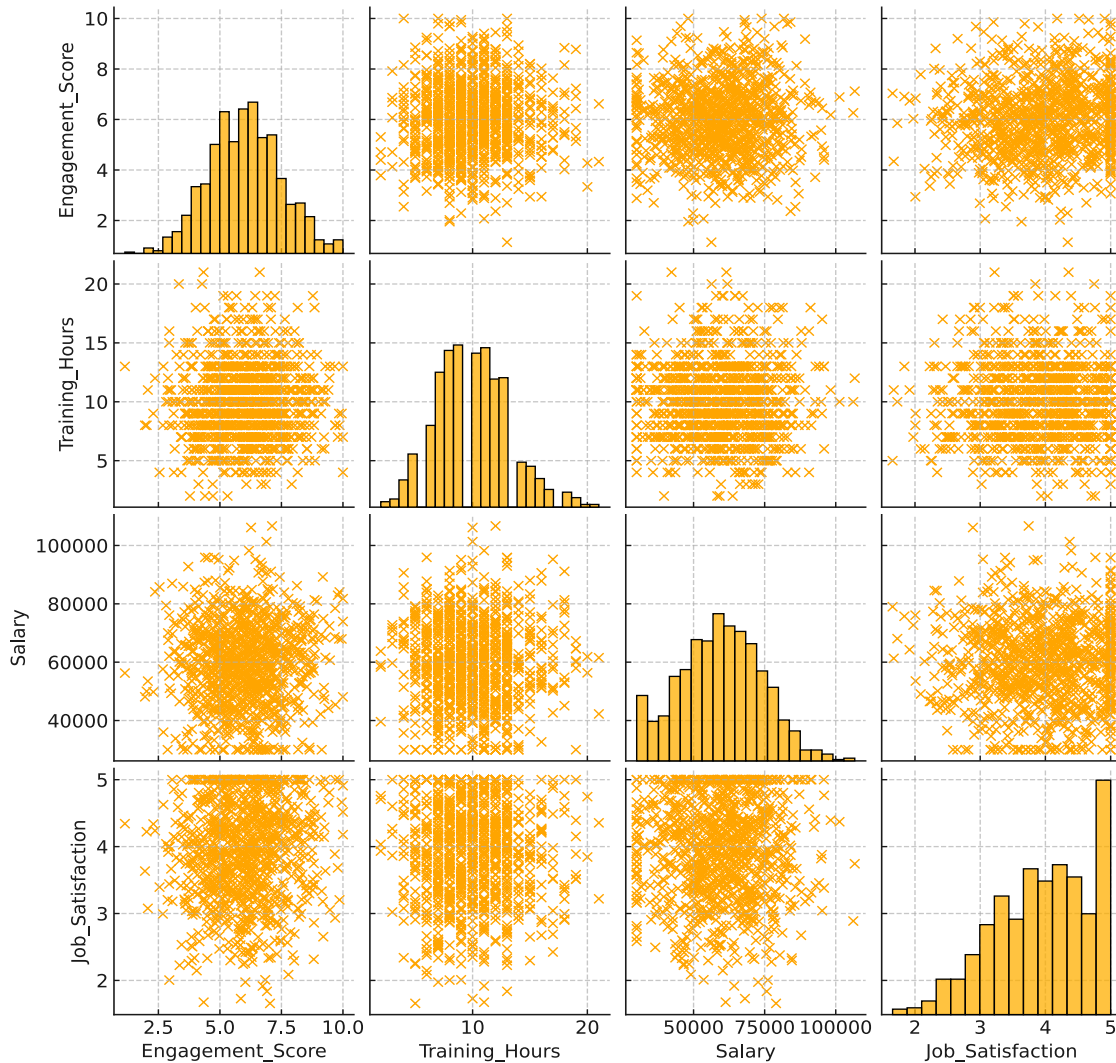 Engagement_Score
10
8
6
4
2
Training_Hours
20
15
10
5
Salary
100000
80000
60000
40000
Job_Satisfaction
5
4
3
2
2.5 5.0 7.5 10.0
10 20
50000 75000 100000
2 3 4 5
Engagement_Score Training_Hours Salary Job_Satisfaction